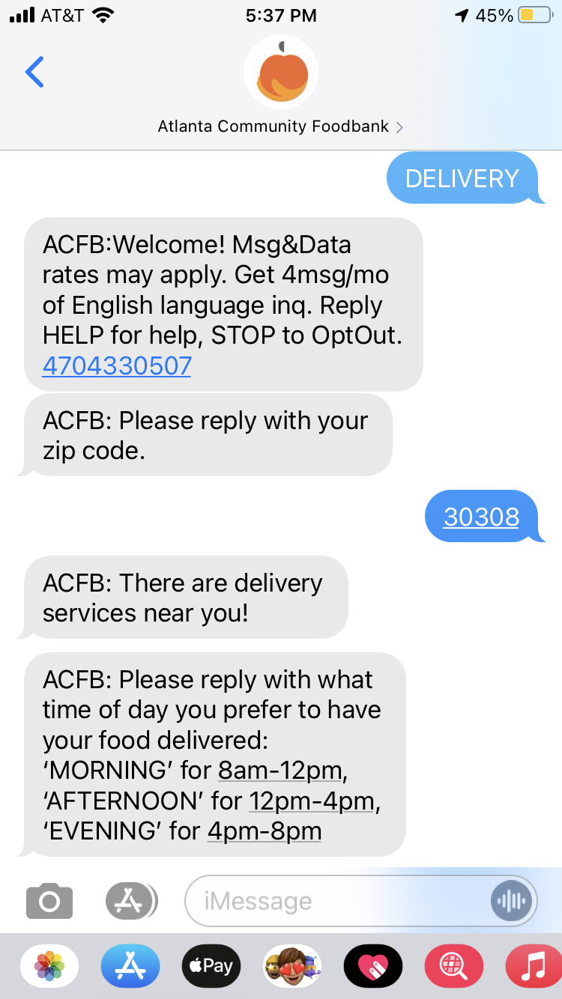 AT&T 5:37 PM 45%
Atlanta Community Foodbank
DELIVERY
ACFB:Welcome! Msg&Data
rates may apply. Get 4msg/mo
of English language inq. Reply
HELP for help, STOP to OptOut.
4704330507
ACFB: Please reply with your
zip code.
30308
ACFB: There are delivery
services near you!
ACFB: Please reply with what
time of day you prefer to have
your food delivered:
‘MORNING’ for 8am-12pm,
‘AFTERNOON’ for 12pm-4pm,
‘EVENING’ for 4pm-8pm
iMessage
Pay